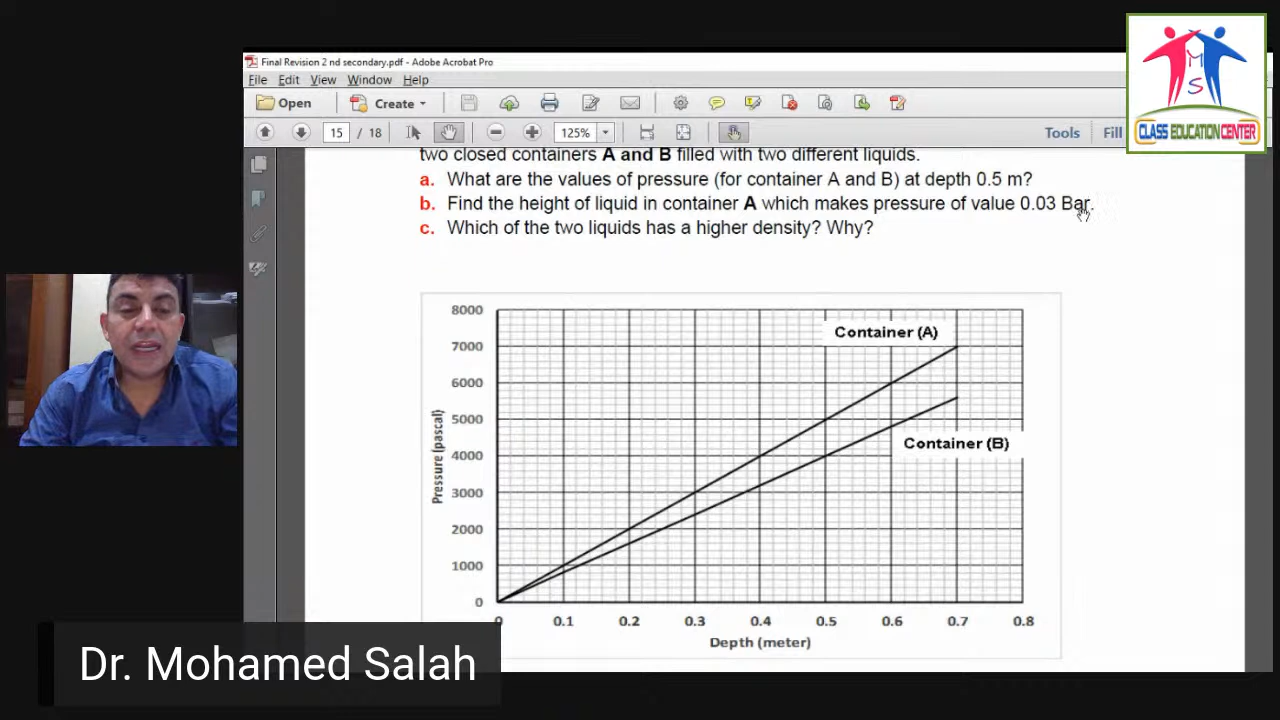 Final Revision 2 nd secondary.pdf - Adobe Acrobat Pro
File Edit View Window Help
Open Create
15 / 18 125% Tools Fill
M
S
CLASS EDUCATION CENTER
two closed containers A and B filled with two different liquids.
a. What are the values of pressure (for container A and B) at depth 0.5 m?
b. Find the height of liquid in container A which makes pressure of value 0.03 Bar.
c. Which of the two liquids has a higher density? Why?
8000
7000
6000
5000
4000
3000
2000
1000
0
Pressure (pascal)
Container (A)
Container (B)
0 0.1 0.2 0.3 0.4 0.5 0.6 0.7 0.8
Depth (meter)
Dr. Mohamed Salah